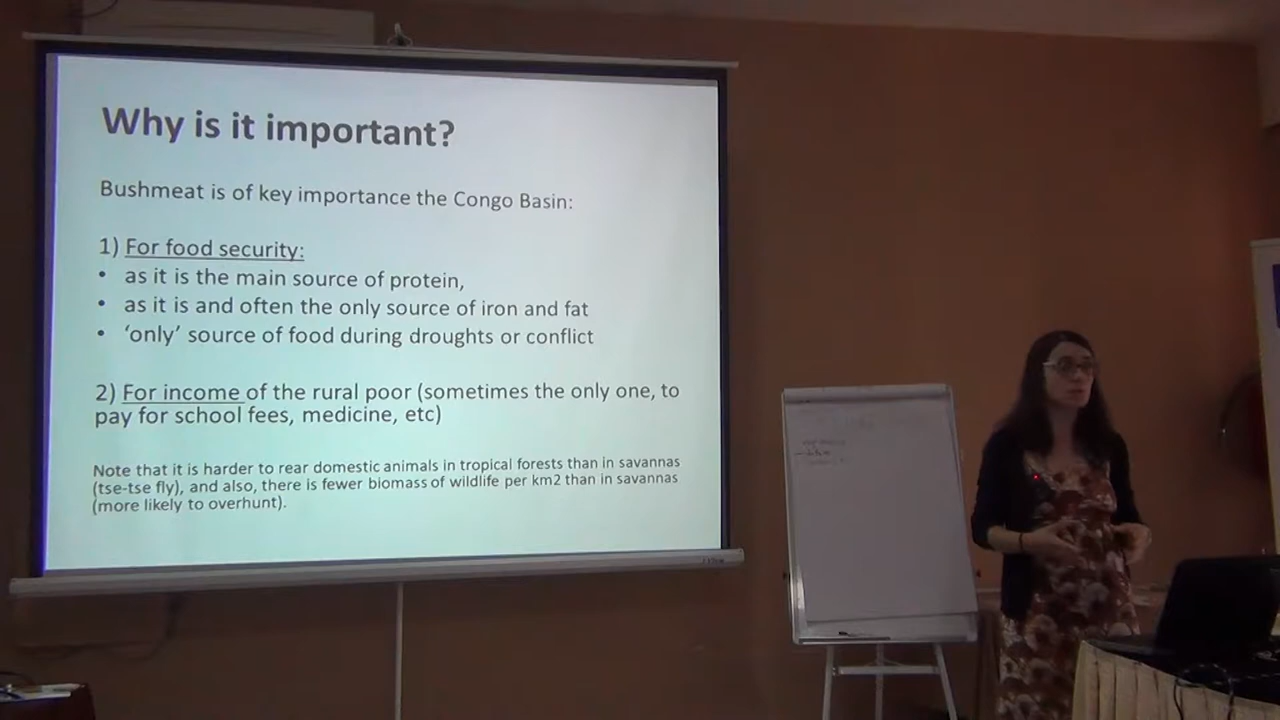 Why is it important?
Bushmeat is of key importance the Congo Basin:
1) For food security:
• as it is the main source of protein,
• as it is and often the only source of iron and fat
• ‘only’ source of food during droughts or conflict
2) For income of the rural poor (sometimes the only one, to
pay for school fees, medicine, etc)
Note that it is harder to rear domestic animals in tropical forests than in savannas
(tse-tse fly), and also, there is fewer biomass of wildlife per km2 than in savannas
(more likely to overhunt).